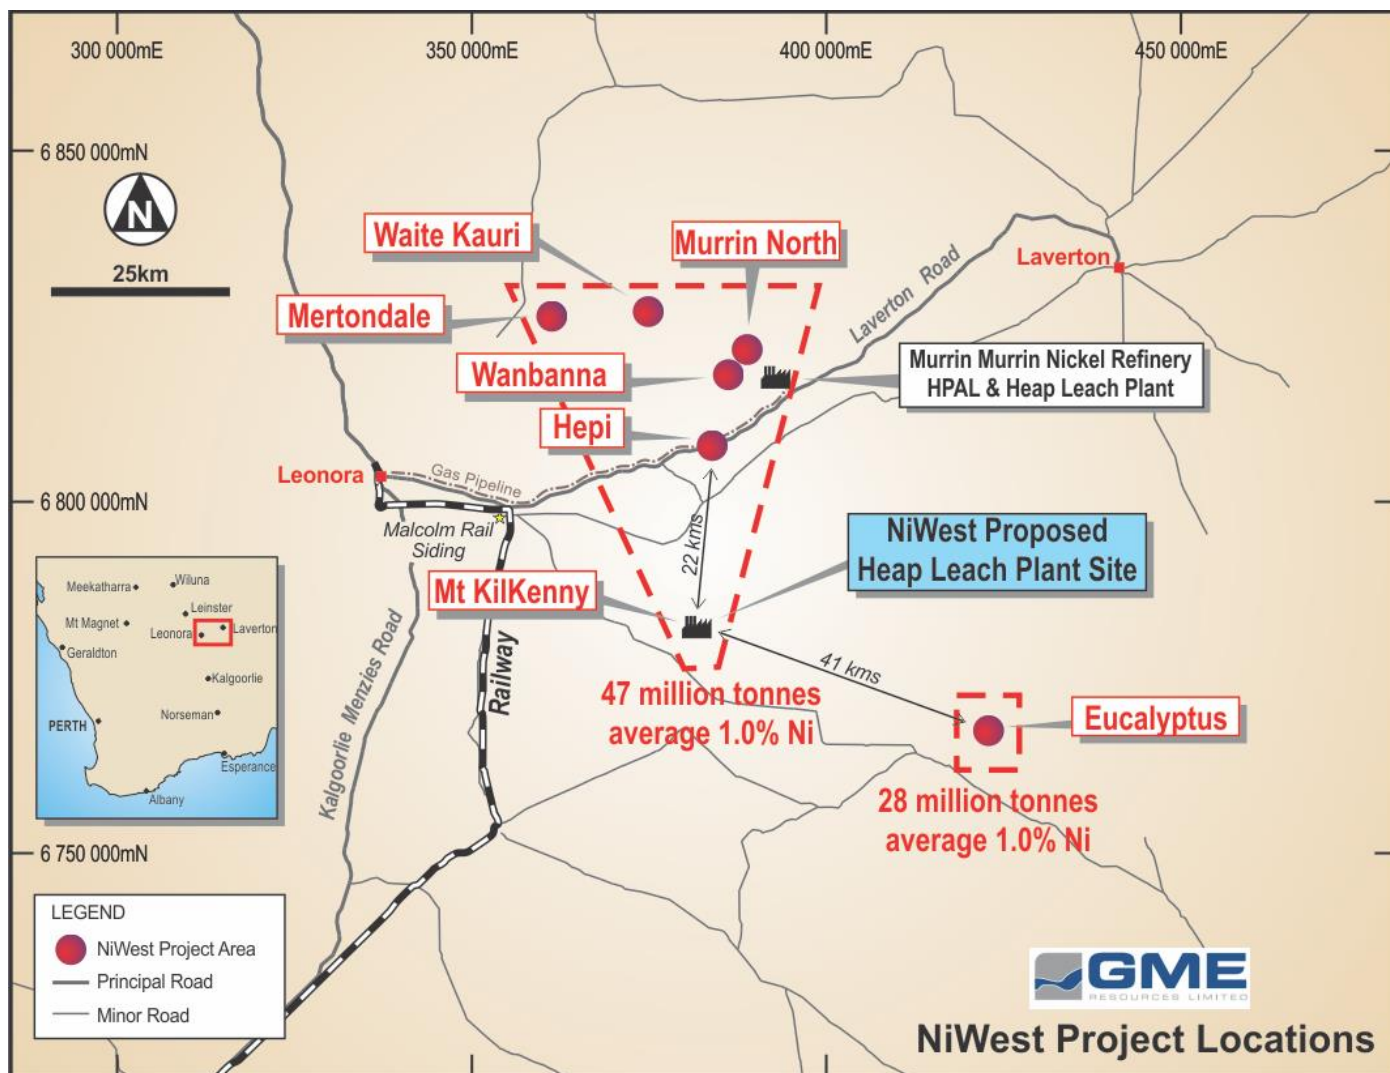 300 000mE
350 000mE
400 000mE
450 000mE
6 850 000mN
N
25km
Waite Kauri
Murrin North
Laverton
Laverton Road
Mertondale
Wanbanna
Murrin Murrin Nickel Refinery
HPAL & Heap Leach Plant
Hepi
Leonora
Gas Pipeline
6 800 000mN
Malcolm Rail
Siding
22 kms
NiWest Proposed
Heap Leach Plant Site
Mt KilKenny
Kalgoorlie Menzies Road
Railway
41 kms
47 million tonnes
average 1.0% Ni
Eucalyptus
28 million tonnes
average 1.0% Ni
Meekatharra
Wiluna
Leinster
Mt Magnet
Leonora
Laverton
Geraldton
Kalgoorlie
Norseman
PERTH
Esperance
Albany
6 750 000mN
LEGEND
NiWest Project Area
Principal Road
Minor Road
GME
RESOURCES LIMITED
NiWest Project Locations